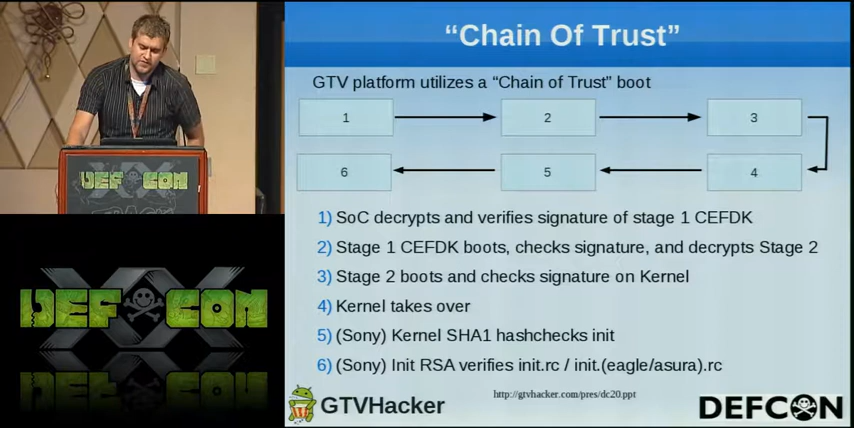 “Chain Of Trust”
GTV platform utilizes a “Chain of Trust” boot
1
2
3
6
5
4
1) SoC decrypts and verifies signature of stage 1 CEFDK
2) Stage 1 CEFDK boots, checks signature, and decrypts Stage 2
3) Stage 2 boots and checks signature on Kernel
4) Kernel takes over
5) (Sony) Kernel SHA1 hashchecks init
6) (Sony) Init RSA verifies init.rc / init.(eagle/asura).rc
http://gtvhacker.com/pres/dc20.ppt
GTVHacker
DEFCON
DEF CON
XX
DEF CON